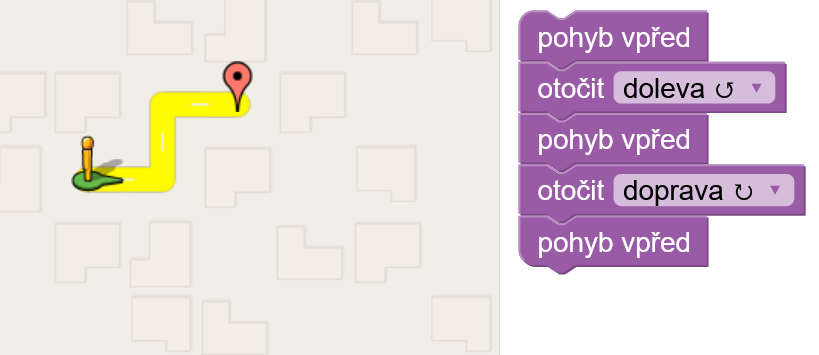 pohyb vpřed
otočit doleva ↺ ▼
pohyb vpřed
otočit doprava ↻ ▼
pohyb vpřed